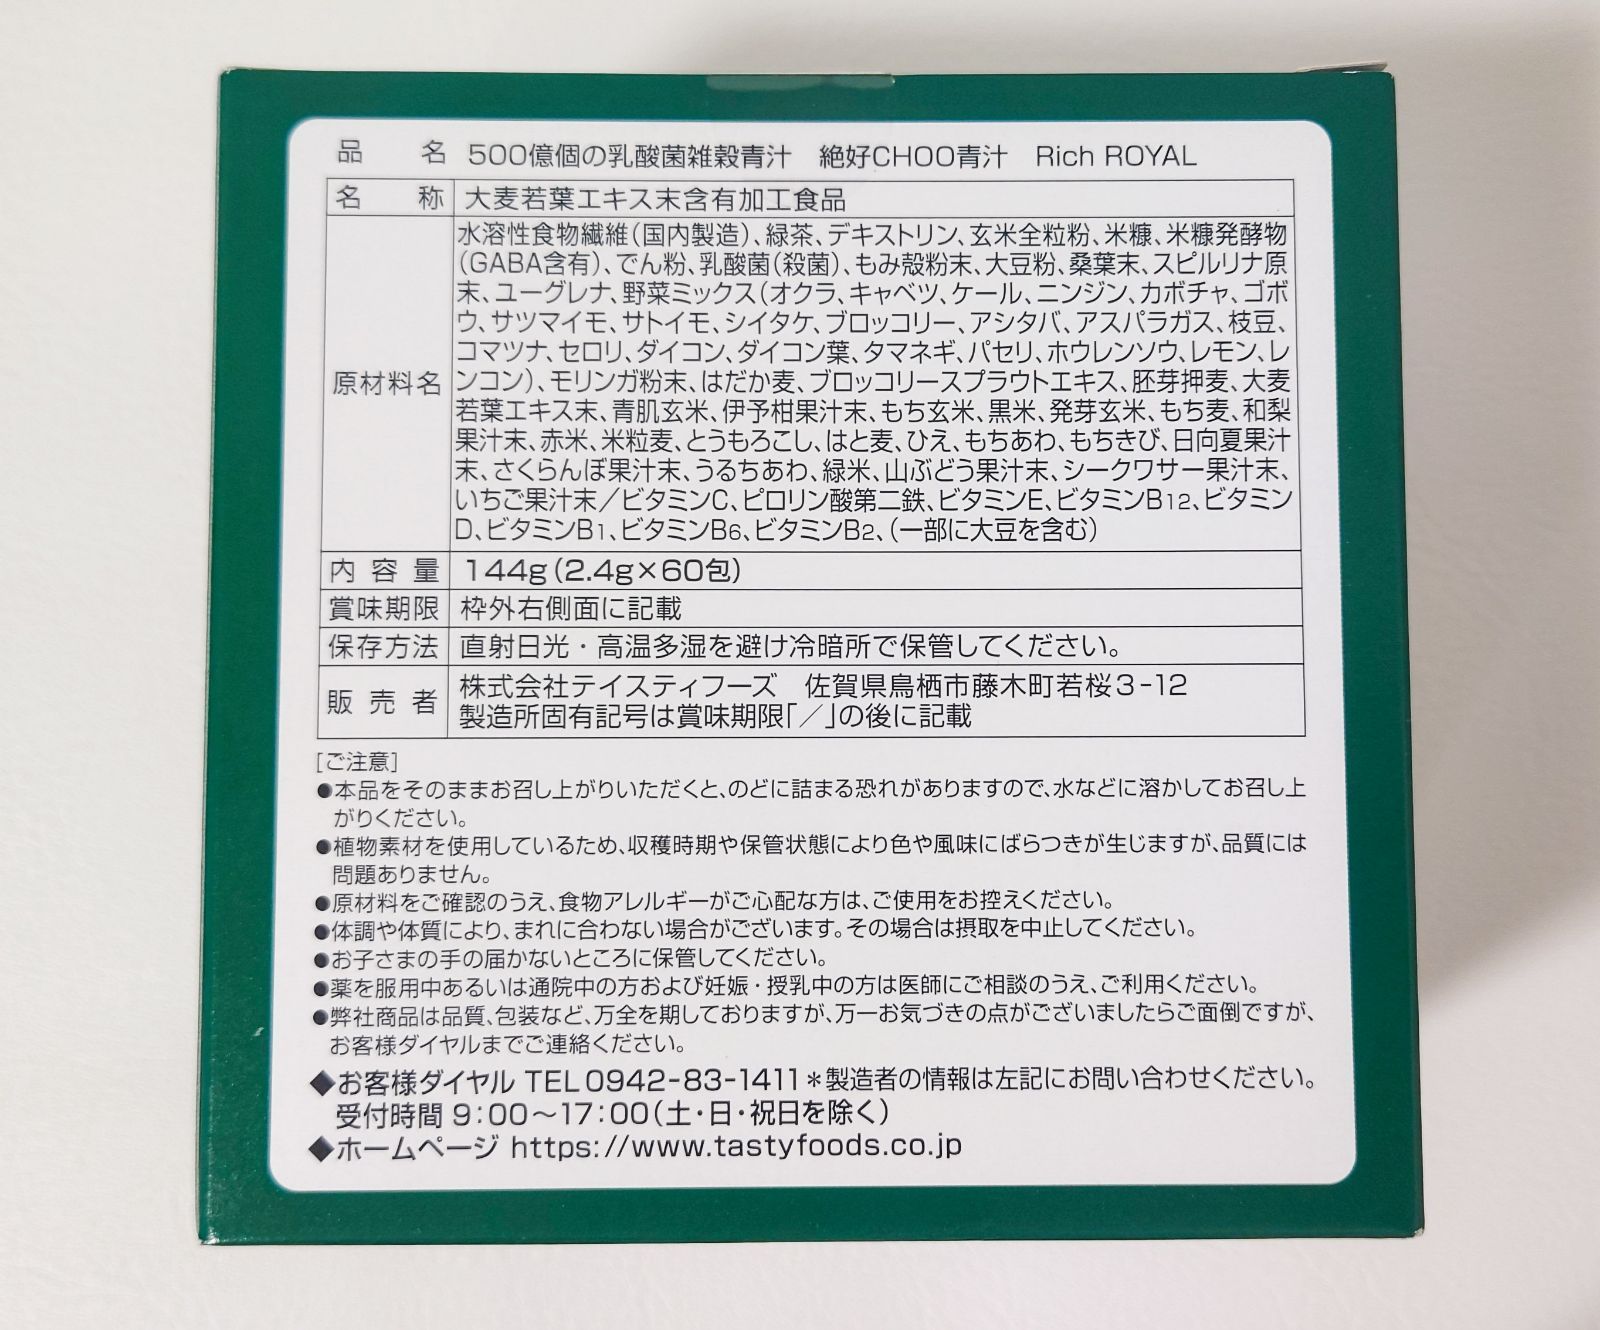 品名 500億個の乳酸菌雑穀青汁 絶好CHOO青汁 Rich ROYAL
名称 大麦若葉エキス末含有加工食品
原材料名
水溶性食物繊維(国内製造)、緑茶、デキストリン、玄米全粒粉、米糠、米糠発酵物
(GABA含有)、でん粉、乳酸菌(殺菌)、もみ殻粉末、大豆粉、桑葉末、スピルリナ原
末、ユーグレナ、野菜ミックス(オクラ、キャベツ、ケール、ニンジン、カボチャ、ゴボ
ウ、サツマイモ、サトイモ、シイタケ、ブロッコリー、アシタバ、アスパラガス、枝豆、
コマツナ、セロリ、ダイコン、ダイコン葉、タマネギ、パセリ、ホウレンソウ、レモン、レ
ンコン)、モリンガ粉末、はだか麦、ブロッコリースプラウトエキス、胚芽押麦、大麦
若葉エキス末、青肌玄米、伊予柑果汁末、もち玄米、黒米、発芽玄米、もち麦、和梨
果汁末、赤米、米粒麦、とうもろこし、はと麦、ひえ、もちあわ、もちきび、日向夏果汁
末、さくらんぼ果汁末、うるちあわ、緑米、山ぶどう果汁末、シークワサー果汁末、
いちご果汁末/ビタミンC、ピロリン酸第二鉄、ビタミンE、ビタミンB12、ビタミン
D、ビタミンB1、ビタミンB6、ビタミンB2、(一部に大豆を含む)
内容量 144g(2.4g×60包)
賞味期限 枠外右側面に記載
保存方法 直射日光・高温多湿を避け冷暗所で保管してください。
販売者 株式会社テイスティフーズ 佐賀県鳥栖市藤木町若桜3-12
製造所固有記号は賞味期限「/」の後に記載
[ご注意]
●本品をそのままお召し上がりいただくと、のどに詰まる恐れがありますので、水などに溶かしてお召し上
がりください。
●植物素材を使用しているため、収穫時期や保管状態により色や風味にばらつきが生じますが、品質には
問題ありません。
●原材料をご確認のうえ、食物アレルギーがご心配な方は、ご使用をお控えください。
●体調や体質により、まれに合わない場合がございます。その場合は摂取を中止してください。
●お子さまの手の届かないところに保管してください。
●薬を服用中あるいは通院中の方および妊娠・授乳中の方は医師にご相談のうえ、ご利用ください。
●弊社商品は品質、包装など、万全を期しておりますが、万一お気づきの点がございましたらご面倒ですが、
お客様ダイヤルまでご連絡ください。
◆お客様ダイヤル TEL 0942-83-1411 *製造者の情報は左記にお問い合わせください。
受付時間 9:00~17:00(土・日・祝日を除く)
◆ホームページ https://www.tastyfoods.co.jp